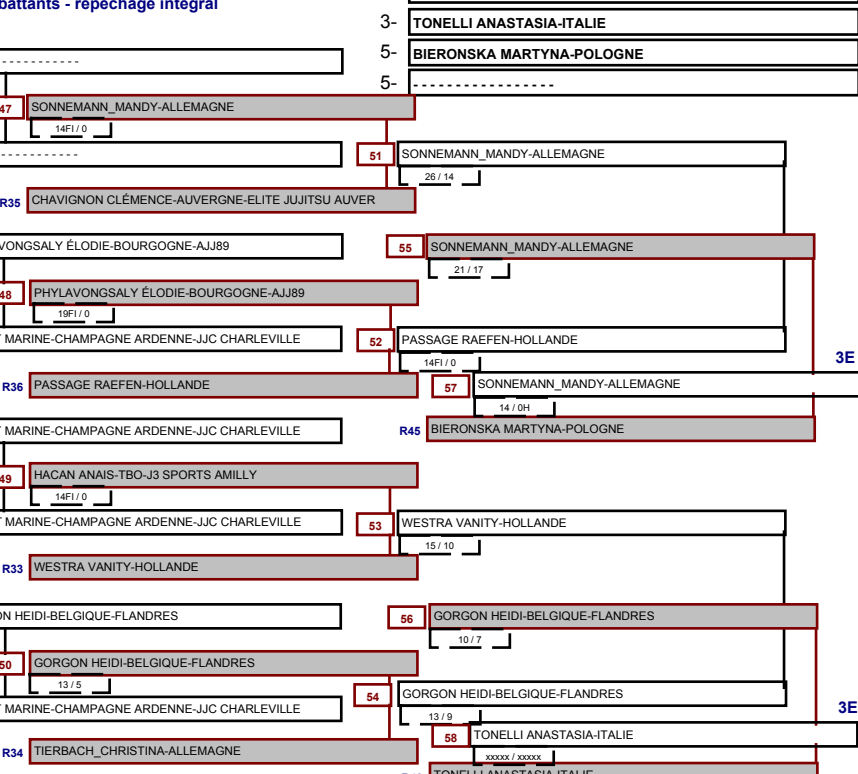 battants - repêchage intégral
3- TONELLI ANASTASIA-ITALIE
5- BIERONSKA MARTYNA-POLOGNE
5- - - - - - - - - - - - - - - - - -
- - - - - - - - - - -
47 SONNEMANN_MANDY-ALLEMAGNE
14FI / 0
- - - - - - - - - - -
51 SONNEMANN_MANDY-ALLEMAGNE
26 / 14
R35 CHAVIGNON CLÉMENCE-AUVERGNE-ELITE JUJITSU AUVER
VONGSALY ÉLODIE-BOURGOGNE-AJJ89
55 SONNEMANN_MANDY-ALLEMAGNE
21 / 17
48 PHYLAVONGSALY ÉLODIE-BOURGOGNE-AJJ89
19FI / 0
MARINE-CHAMPAGNE ARDENNE-JJC CHARLEVILLE
52 PASSAGE RAEFEN-HOLLANDE
14FI / 0
3E
57 SONNEMANN_MANDY-ALLEMAGNE
14 / 0H
R36 PASSAGE RAEFEN-HOLLANDE
MARINE-CHAMPAGNE ARDENNE-JJC CHARLEVILLE
R45 BIERONSKA MARTYNA-POLOGNE
49 HACAN ANAIS-TBO-J3 SPORTS AMILLY
14FI / 0
MARINE-CHAMPAGNE ARDENNE-JJC CHARLEVILLE
53 WESTRA VANITY-HOLLANDE
15 / 10
R33 WESTRA VANITY-HOLLANDE
ON HEIDI-BELGIQUE-FLANDRES
56 GORGON HEIDI-BELGIQUE-FLANDRES
10 / 7
50 GORGON HEIDI-BELGIQUE-FLANDRES
13 / 5
MARINE-CHAMPAGNE ARDENNE-JJC CHARLEVILLE
54 GORGON HEIDI-BELGIQUE-FLANDRES
13 / 9
3E
58 TONELLI ANASTASIA-ITALIE
xxxxx / xxxxx
R34 TIERBACH_CHRISTINA-ALLEMAGNE
TONELLI ANASTASIA-ITALIE